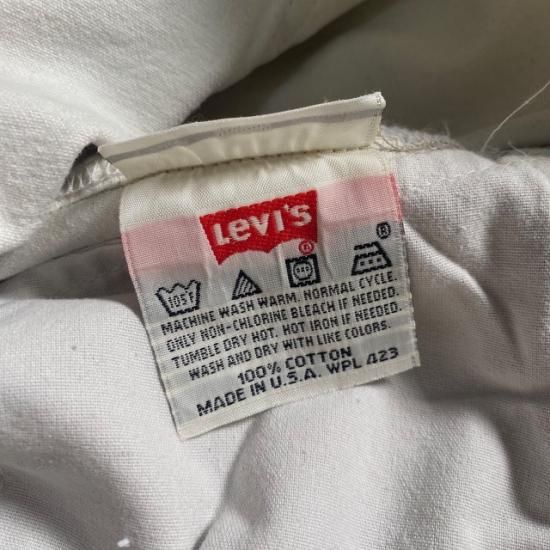 Levi's
105F
MACHINE WASH WARM. NORMAL CYCLE.
ONLY NON-CHLORINE BLEACH IF NEEDED.
TUMBLE DRY HOT. HOT IRON IF NEEDED.
WASH AND DRY WITH LIKE COLORS.
100% COTTON
MADE IN U.S.A. WPL 423